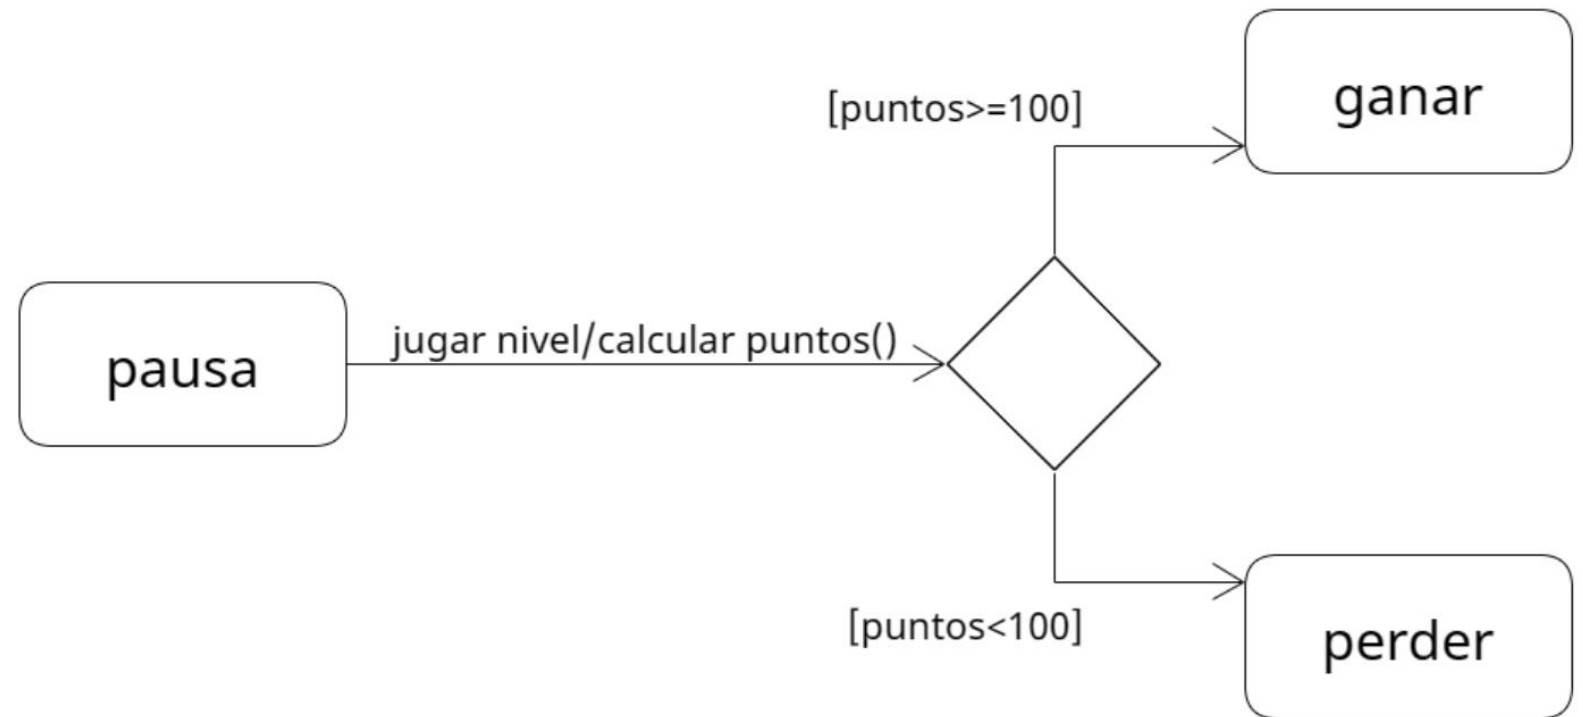 ganar
[puntos>=100]
jugar nivel/calcular puntos()
pausa
[puntos<100]
perder